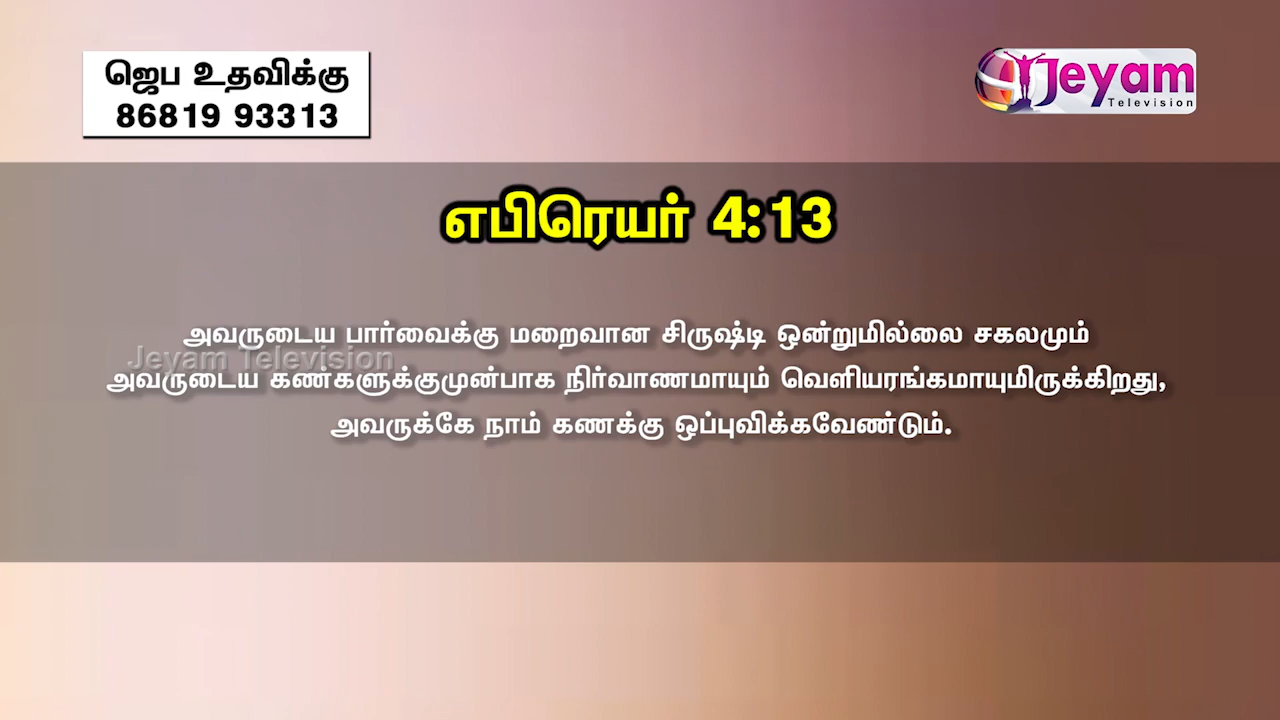 ஜெப உதவிக்கு
86819 93313
Jeyam
Television
எபிரெயர் 4:13
அவருடைய பார்வைக்கு மறைவான சிருஷ்டி ஒன்றுமில்லை சகலமும்
Jeyam Television
அவருடைய கண்களுக்குமுன்பாக நிர்வாணமாயும் வெளியரங்கமாயுமிருக்கிறது,
அவருக்கே நாம் கணக்கு ஒப்புவிக்கவேண்டும்.